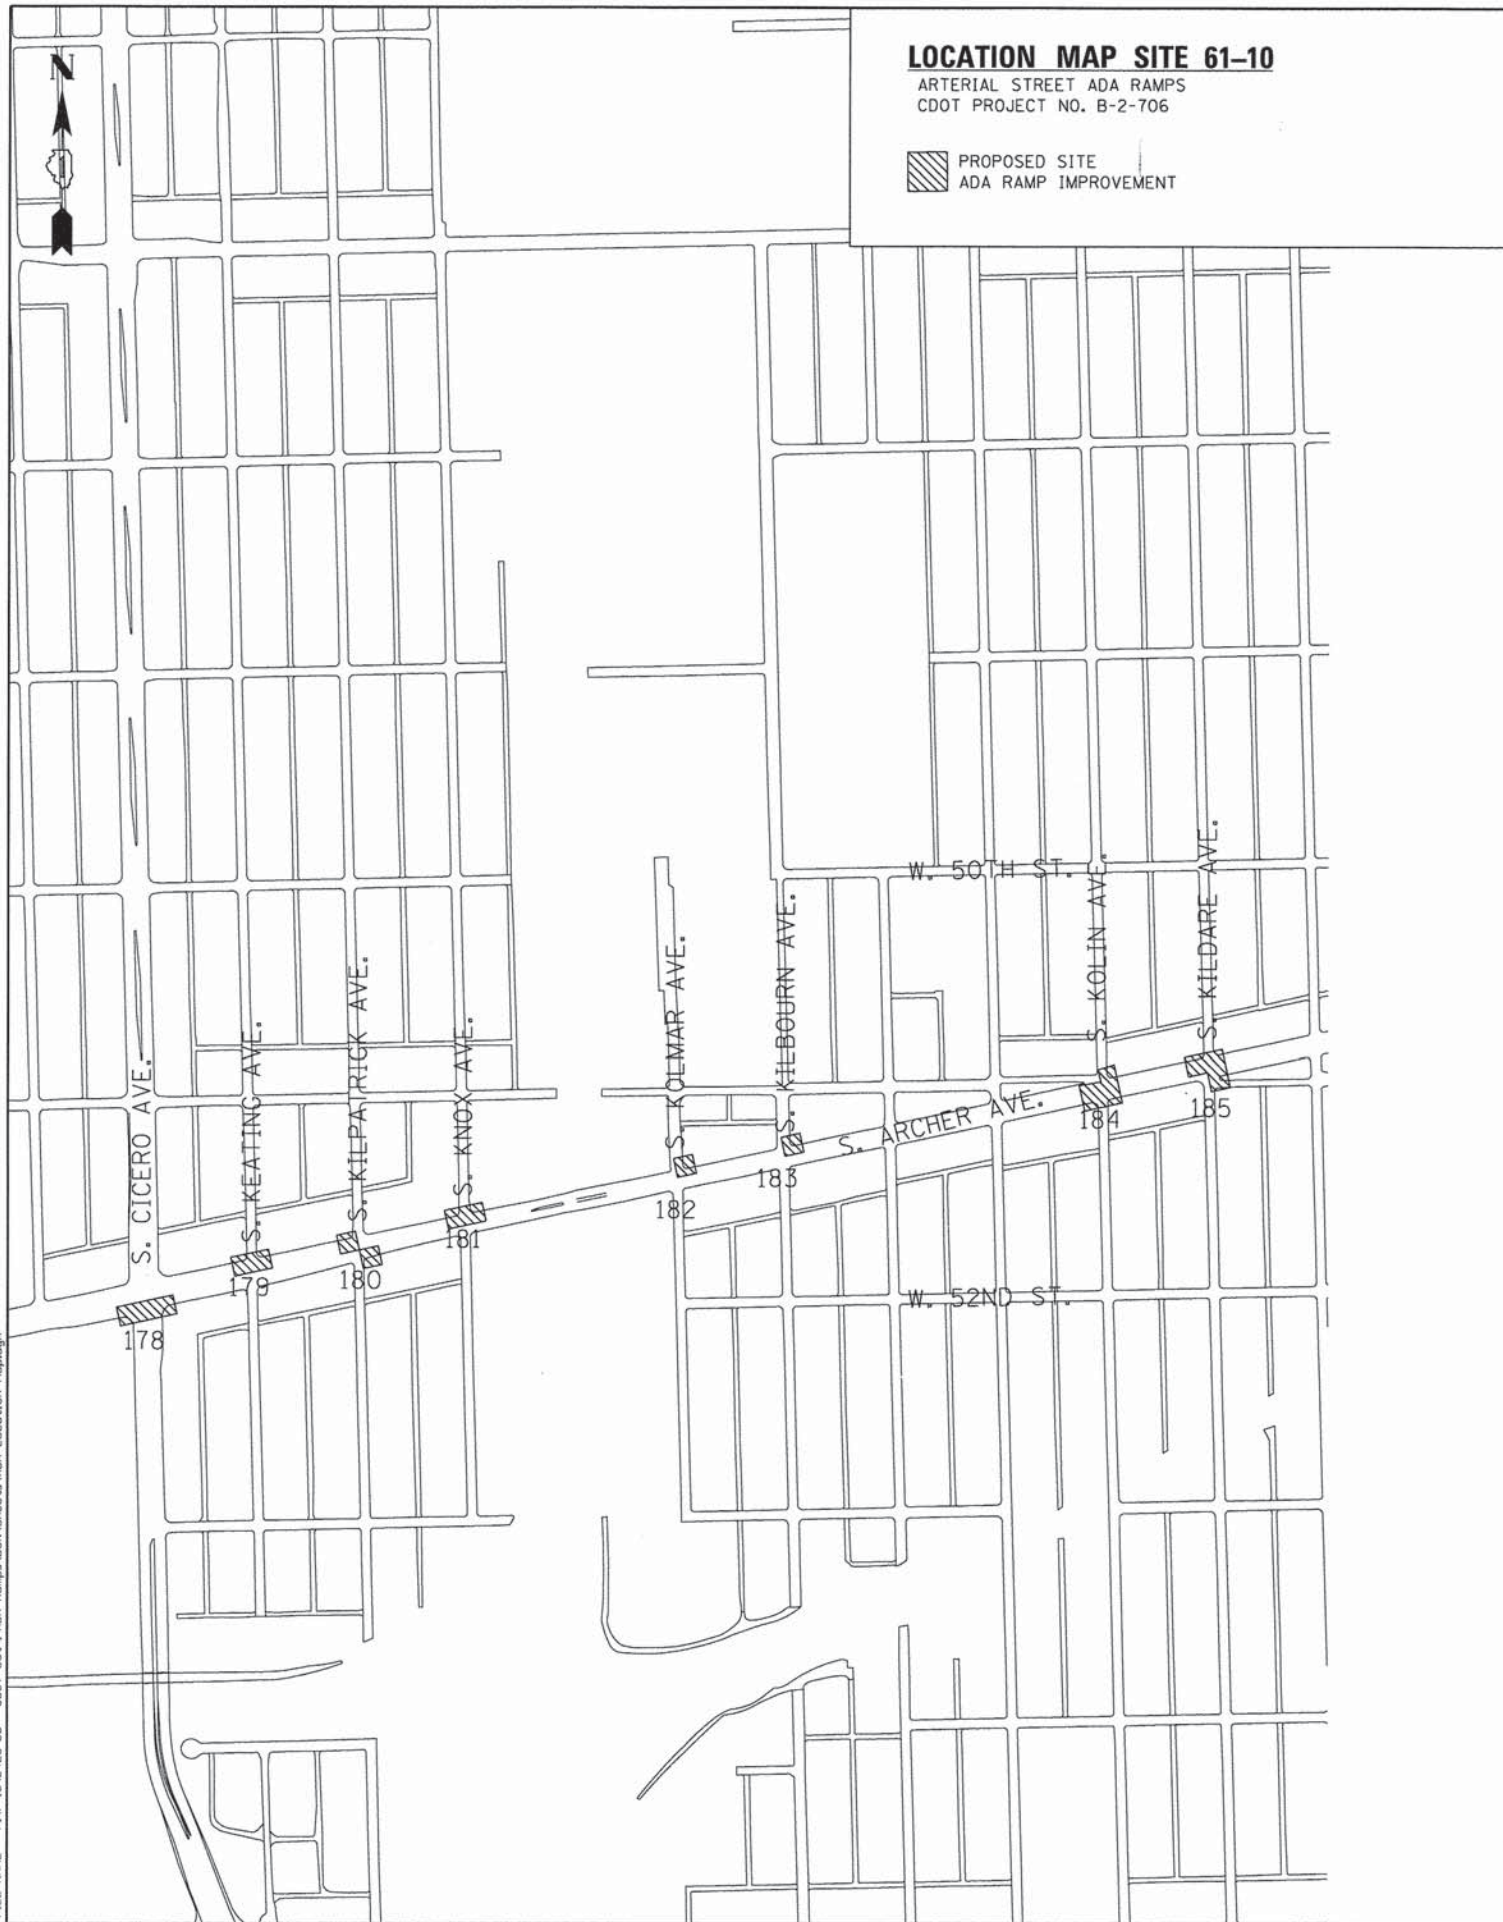 LOCATION MAP SITE 61–10
ARTERIAL STREET ADA RAMPS
CDOT PROJECT NO. B-2-706
PROPOSED SITE
ADA RAMP IMPROVEMENT
N
W. 50TH ST.
S. CICERO AVE.
S. KEATING AVE.
S. KILPATRICK AVE.
S. KNOX AVE.
S. KOLMAR AVE.
S. KILBOURN AVE.
S. KOLIN AVE.
S. KILDARE AVE.
S. ARCHER AVE.
W. 52ND ST.
178
179
180
181
182
183
184
185